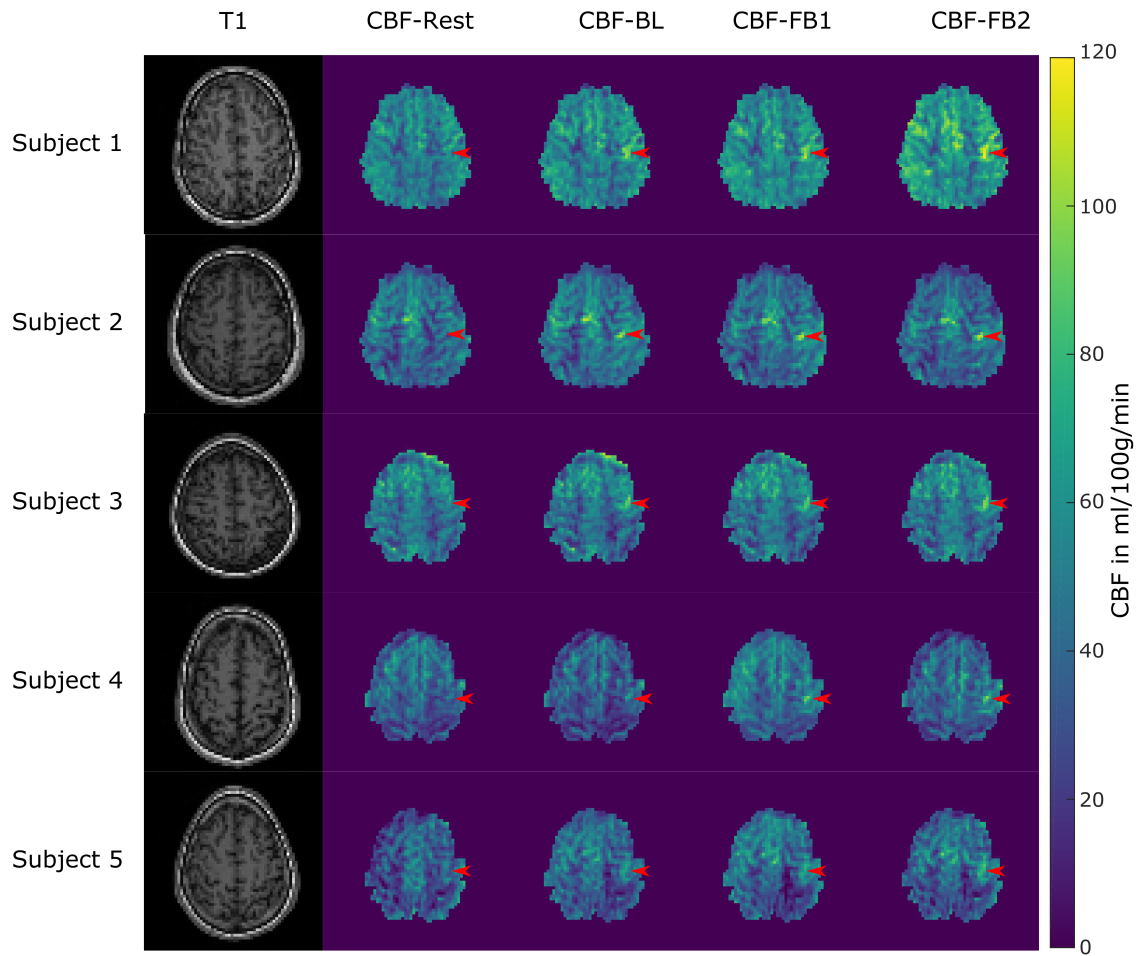 T1 CBF-Rest CBF-BL CBF-FB1 CBF-FB2
Subject 1
Subject 2
Subject 3
Subject 4
Subject 5
120
100
80
60
40
20
0
CBF in ml/100g/min